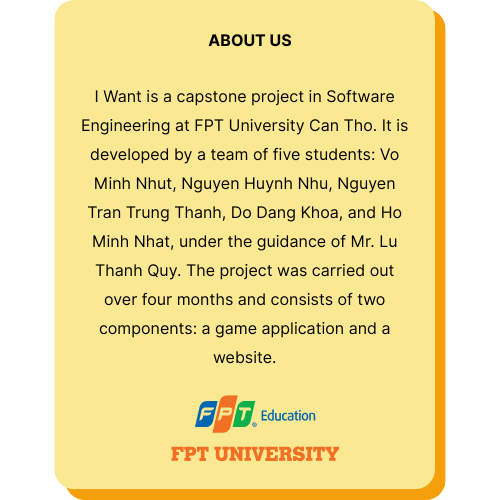 ABOUT US
I Want is a capstone project in Software
Engineering at FPT University Can Tho. It is
developed by a team of five students: Vo
Minh Nhut, Nguyen Huynh Nhu, Nguyen
Tran Trung Thanh, Do Dang Khoa, and Ho
Minh Nhat, under the guidance of Mr. Lu
Thanh Quy. The project was carried out
over four months and consists of two
components: a game application and a
website.
FPT® Education
FPT UNIVERSITY